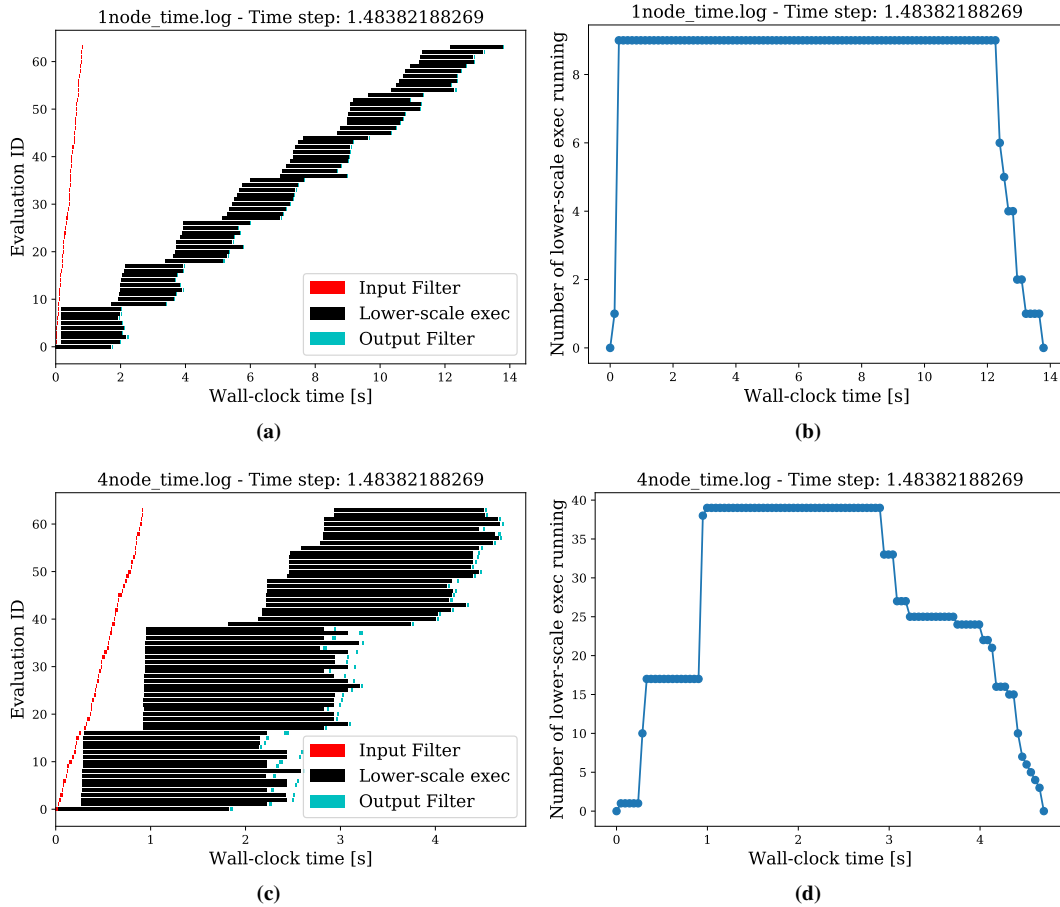 1node_time.log - Time step: 1.48382188269
Evaluation ID
60
50
40
30
20
10
0
Input Filter
Lower-scale exec
Output Filter
0 2 4 6 8 10 12 14
Wall-clock time [s]
(a)
1node_time.log - Time step: 1.48382188269
Number of lower-scale exec running
8
6
4
2
0
0 2 4 6 8 10 12 14
Wall-clock time [s]
(b)
4node_time.log - Time step: 1.48382188269
Evaluation ID
60
50
40
30
20
10
0
Input Filter
Lower-scale exec
Output Filter
0 1 2 3 4
Wall-clock time [s]
(c)
4node_time.log - Time step: 1.48382188269
Number of lower-scale exec running
40
35
30
25
20
15
10
5
0
0 1 2 3 4
Wall-clock time [s]
(d)